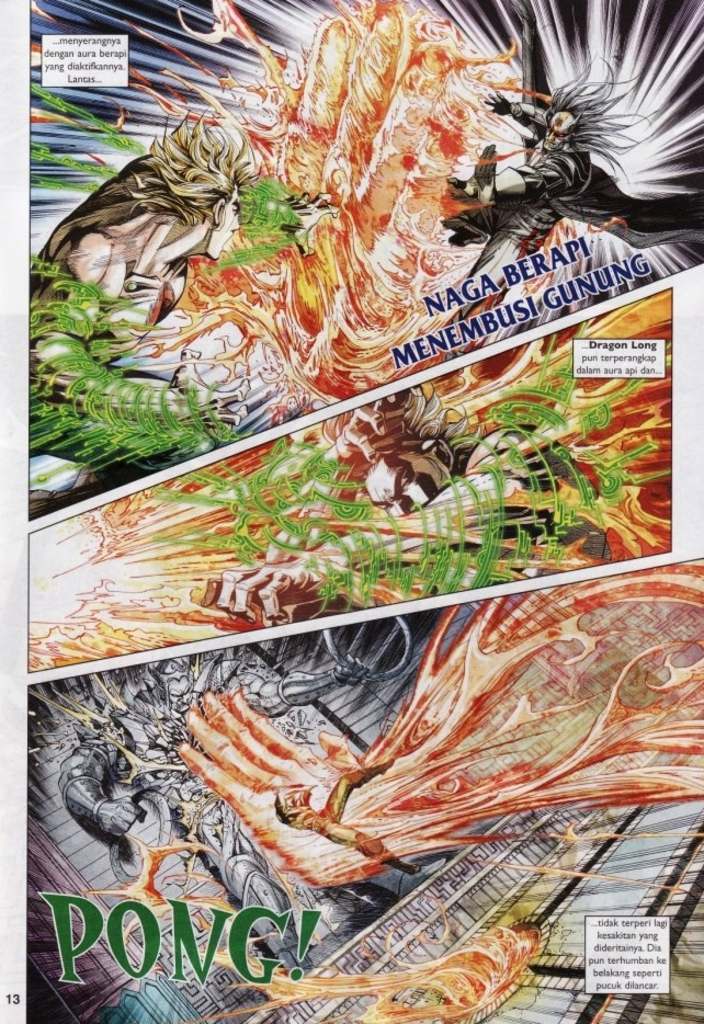 ...menyerangnya
dengan aura berapi
yang diaktifkannya.
Lantas...
NAGA BERAPI
MENEMBUSI GUNUNG
...Dragon Long
pun terperangkap
dalam aura api dan...
PONG!
...tidak terperi lagi
kesakitan yang
dideritainya. Dia
pun terhumban ke
belakang seperti
pucuk dilancar.
13